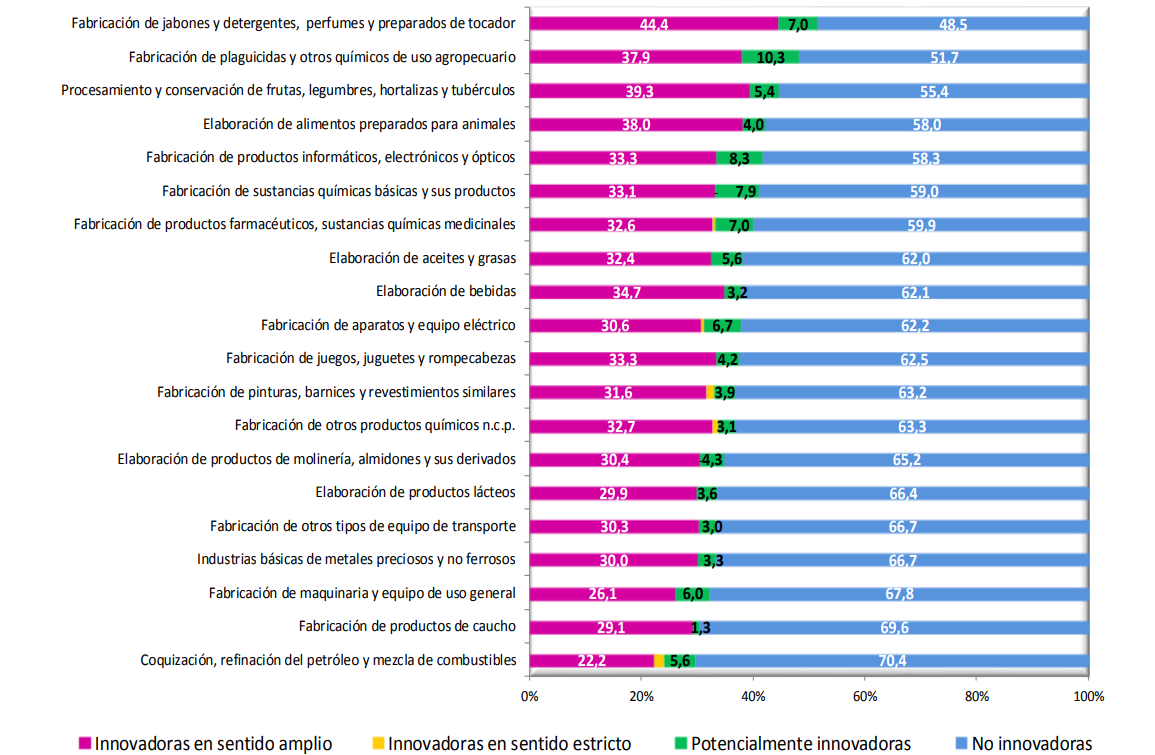 Fabricación de jabones y detergentes, perfumes y preparados de tocador 44,4 7,0 48,5
Fabricación de plaguicidas y otros químicos de uso agropecuario 37,9 10,3 51,7
Procesamiento y conservación de frutas, legumbres, hortalizas y tubérculos 39,3 5,4 55,4
Elaboración de alimentos preparados para animales 38,0 4,0 58,0
Fabricación de productos informáticos, electrónicos y ópticos 33,3 8,3 58,3
Fabricación de sustancias químicas básicas y sus productos 33,1 7,9 59,0
Fabricación de productos farmacéuticos, sustancias químicas medicinales 32,6 7,0 59,9
Elaboración de aceites y grasas 32,4 5,6 62,0
Elaboración de bebidas 34,7 3,2 62,1
Fabricación de aparatos y equipo eléctrico 30,6 6,7 62,2
Fabricación de juegos, juguetes y rompecabezas 33,3 4,2 62,5
Fabricación de pinturas, barnices y revestimientos similares 31,6 3,9 63,2
Fabricación de otros productos químicos n.c.p. 32,7 3,1 63,3
Elaboración de productos de molinería, almidones y sus derivados 30,4 4,3 65,2
Elaboración de productos lácteos 29,9 3,6 66,4
Fabricación de otros tipos de equipo de transporte 30,3 3,0 66,7
Industrias básicas de metales preciosos y no ferrosos 30,0 3,3 66,7
Fabricación de maquinaria y equipo de uso general 26,1 6,0 67,8
Fabricación de productos de caucho 29,1 1,3 69,6
Coquización, refinación del petróleo y mezcla de combustibles 22,2 5,6 70,4
0% 20% 40% 60% 80% 100%
Innovadoras en sentido amplio Innovadoras en sentido estricto Potencialmente innovadoras No innovadoras